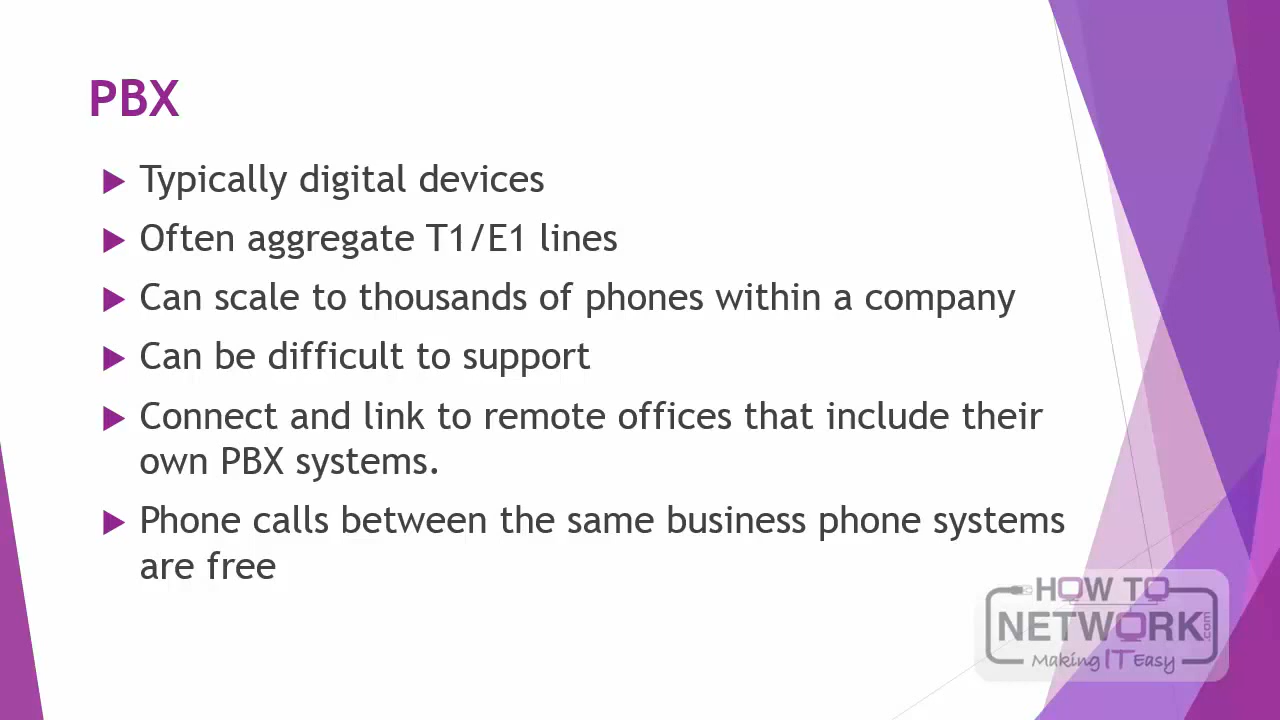 PBX
Typically digital devices
Often aggregate T1/E1 lines
Can scale to thousands of phones within a company
Can be difficult to support
Connect and link to remote offices that include their
own PBX systems.
Phone calls between the same business phone systems
are free
HOW TO
NETWORK.com
Making IT Easy